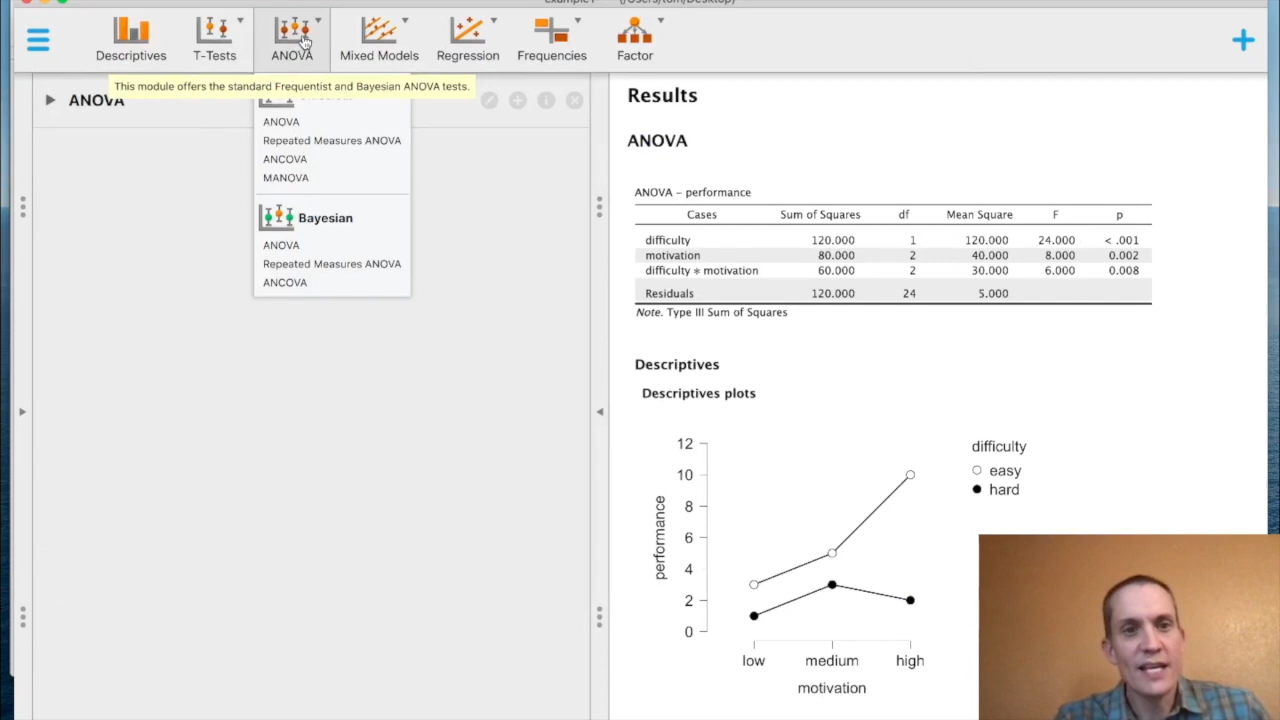 Descriptives
T-Tests
ANOVA
Mixed Models
Regression
Frequencies
Factor
This module offers the standard Frequentist and Bayesian ANOVA tests.
ANOVA
ANOVA
Repeated Measures ANOVA
ANCOVA
MANOVA
Bayesian
ANOVA
Repeated Measures ANOVA
ANCOVA
Results
ANOVA
ANOVA – performance
Cases Sum of Squares df Mean Square F p
difficulty 120.000 1 120.000 24.000 < .001
motivation 80.000 2 40.000 8.000 0.002
difficulty * motivation 60.000 2 30.000 6.000 0.008
Residuals 120.000 24 5.000
Note. Type III Sum of Squares
Descriptives
Descriptives plots
12
10
8
6
4
2
0
performance
low medium high
motivation
difficulty
easy
hard